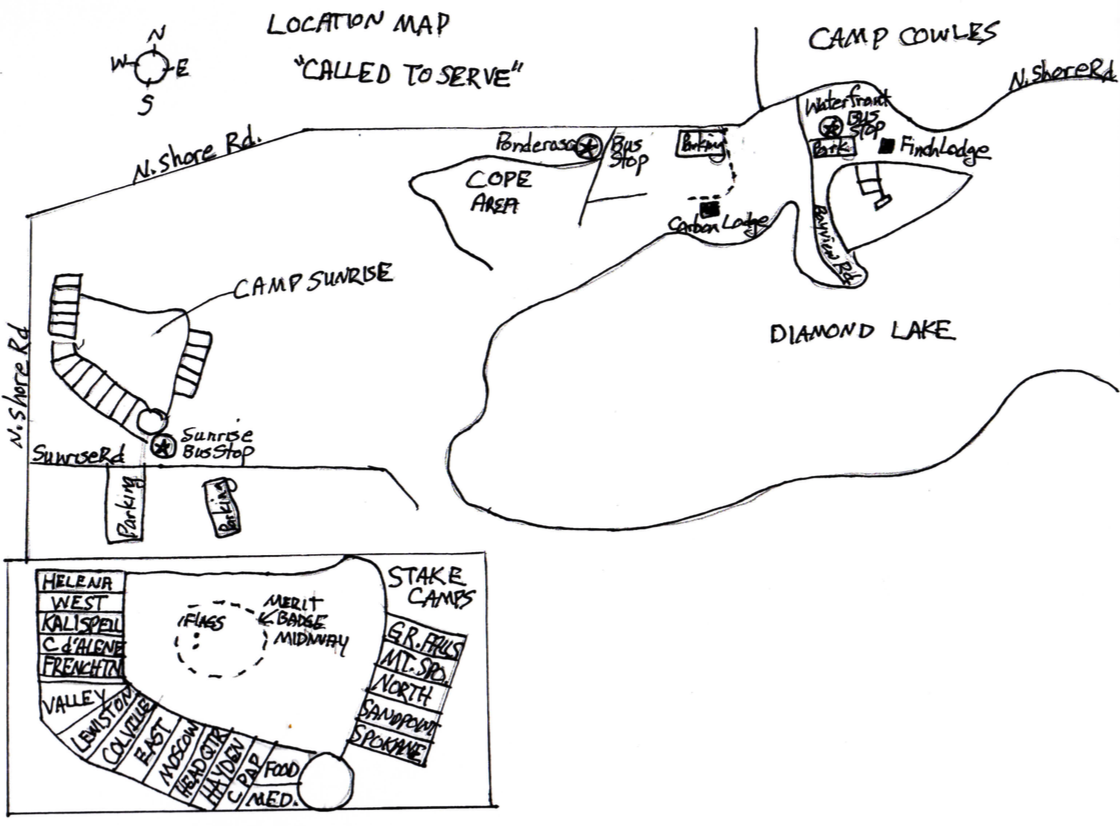 LOCATION MAP
"CALLED TO SERVE"
N
W E
S
CAMP COWLES
N. Shore Rd.
N. Shore Rd.
Waterfront
Bus
Stop
Park
Finch Lodge
Ponderosa
Bus
Stop
Parking
COPE
AREA
Carbon Lodge
Bayview Rd.
CAMP SUNRISE
DIAMOND LAKE
N. Shore Rd
Sunrise
Bus Stop
Sunrise Rd
Parking
Parking
STAKE
CAMPS
HELENA
WEST
KALISPELL
C d'ALENE
FRENCHTN
VALLEY
LEWISTON
COLVILLE
EAST
MOSCOW
HEADQTR
HAYDEN
C PAP
FOOD
MED.
FLAGS
MERIT
BADGE
MIDWAY
G.R. FALLS
MT. SPO.
NORTH
SANDPOINT
SPOKANE